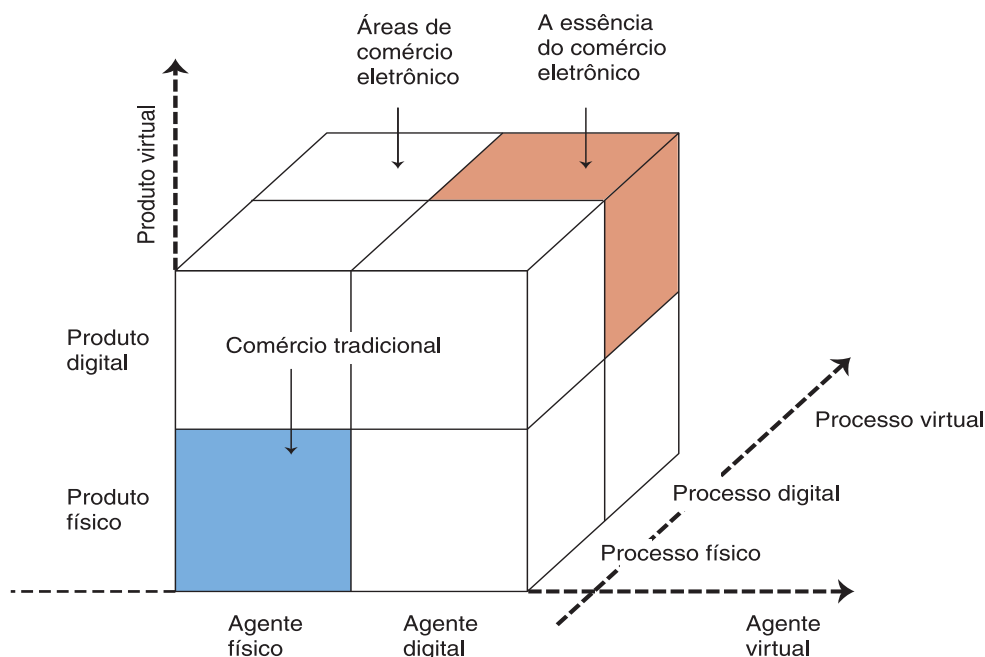 Áreas de
comércio
eletrônico
A essência
do comércio
eletrônico
Produto virtual
Produto
digital
Comércio tradicional
Produto
físico
Processo virtual
Processo digital
Processo físico
Agente
físico
Agente
digital
Agente
virtual